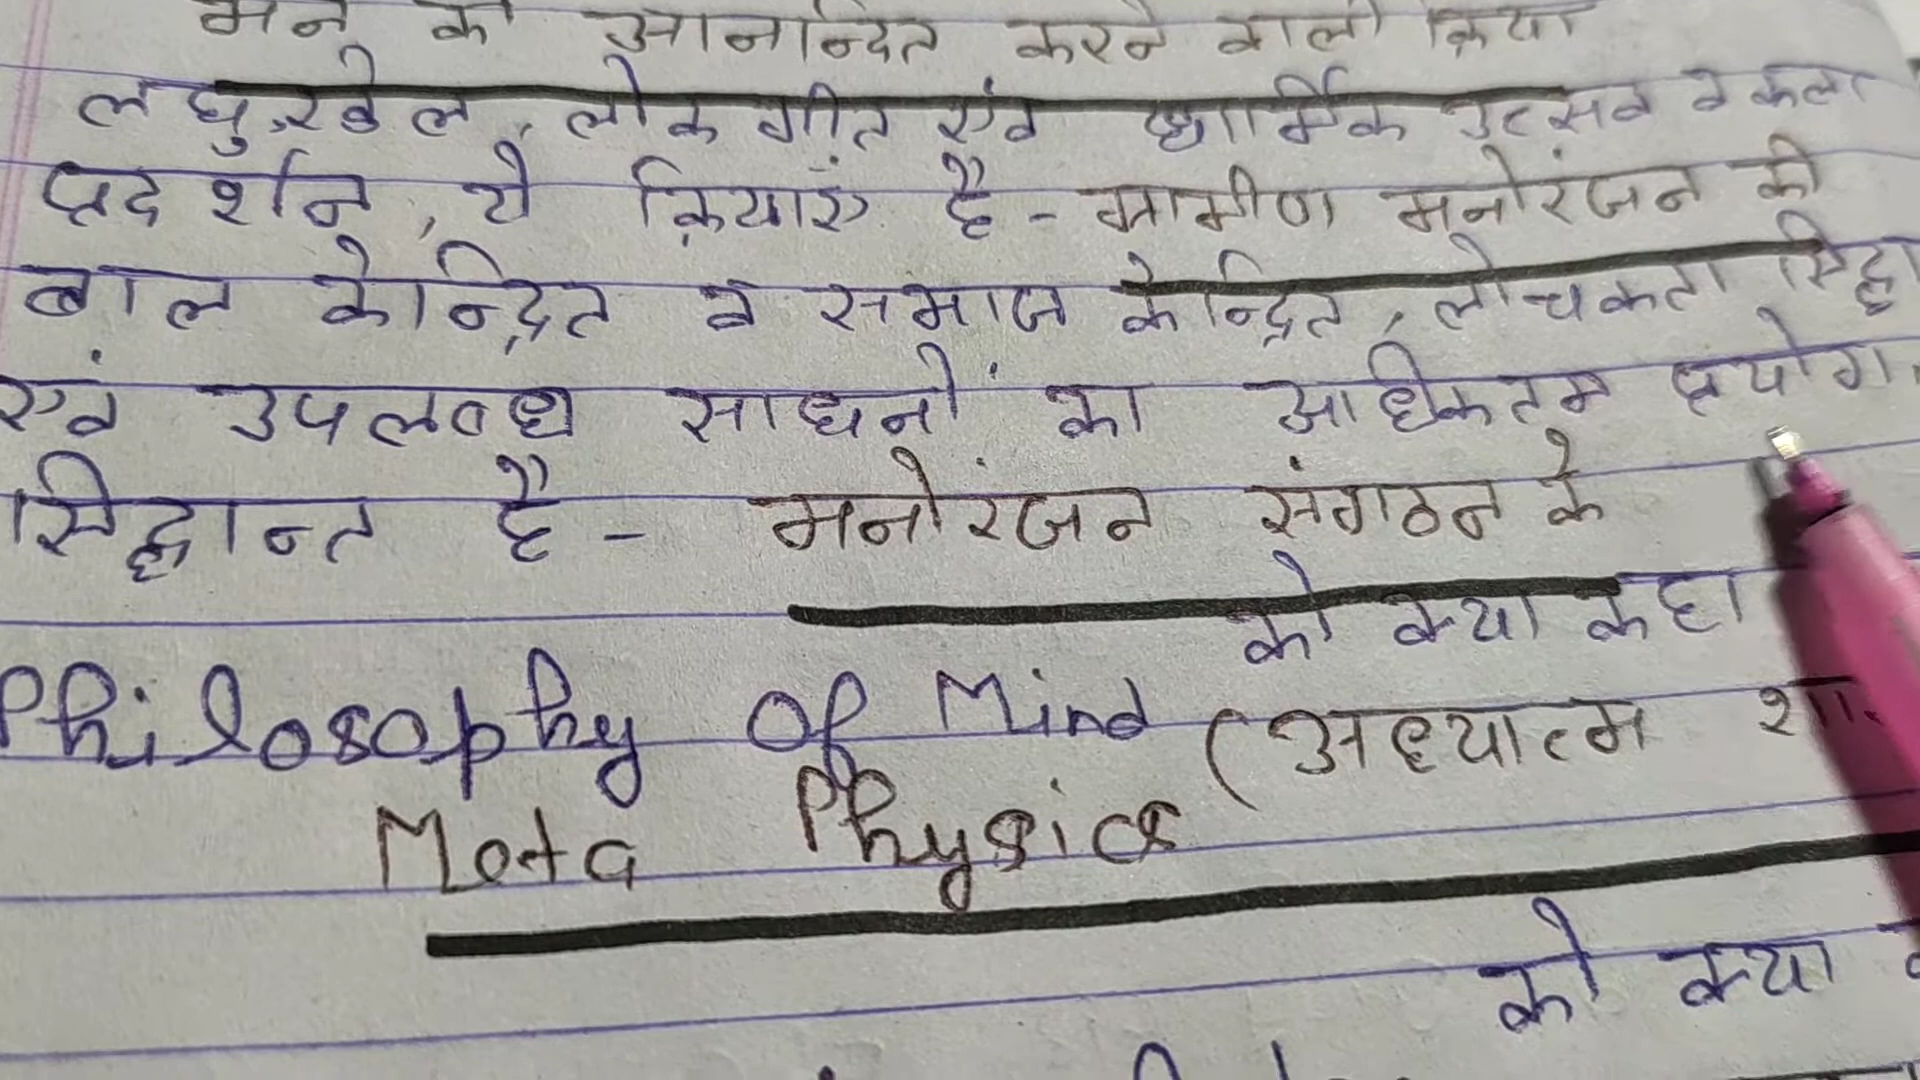 मन को आनन्दित करने वाली क्रिया
लघु खेल, लोक गीत एंव धार्मिक उत्सव व कला
प्रदर्शन, ये क्रियाएं है - ग्रामीण मनोरंजन की
बाल केन्द्रित व समाज केन्द्रित, लोचकता
एवं उपलब्ध साधनों का अधिकतम प्रयोग
सिद्धान्त है - मनोरंजन संगठन के
को क्या कहा
Philosophy Of Mind (अध्यात्म
Meta Physics
को क्या